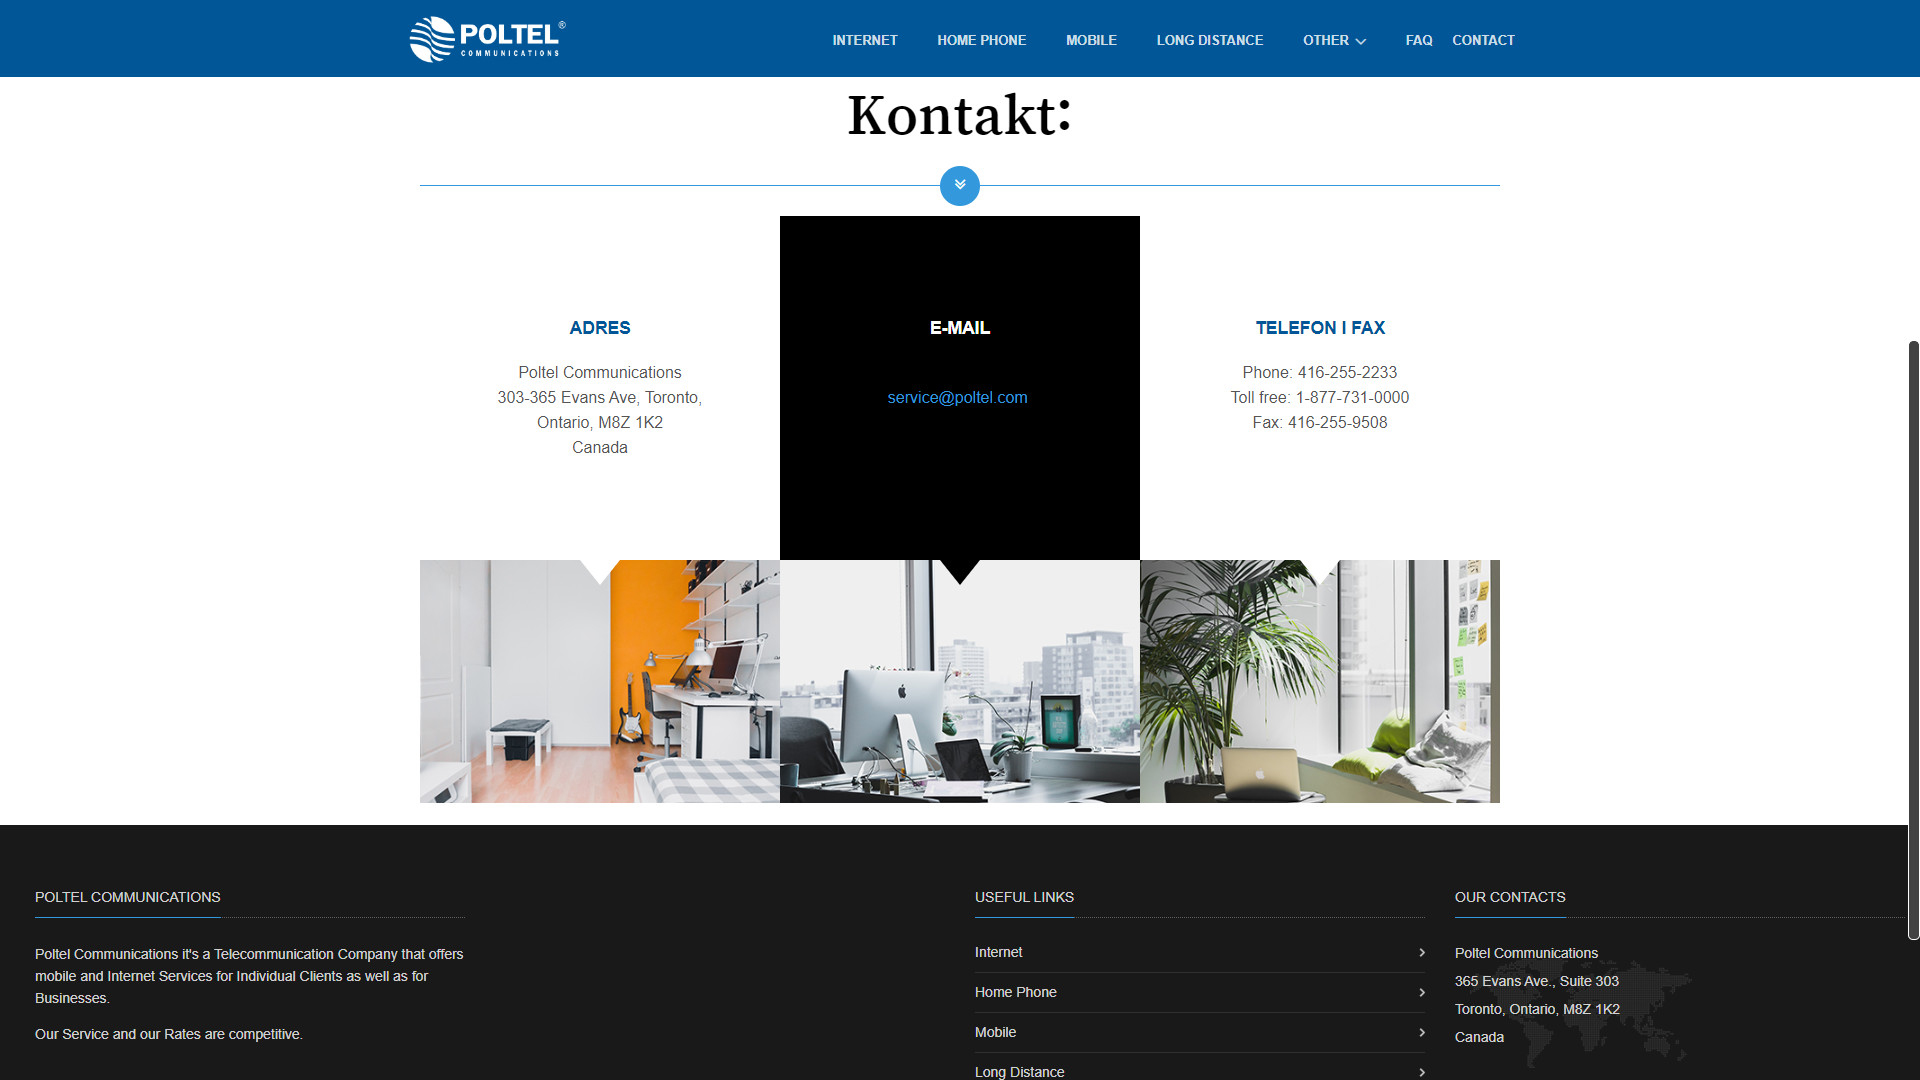 POLTEL®
COMMUNICATIONS
INTERNET
HOME PHONE
MOBILE
LONG DISTANCE
OTHER
FAQ
CONTACT
Kontakt:
ADRES
Poltel Communications
303-365 Evans Ave, Toronto,
Ontario, M8Z 1K2
Canada
E-MAIL
service@poltel.com
TELEFON I FAX
Phone: 416-255-2233
Toll free: 1-877-731-0000
Fax: 416-255-9508
POLTEL COMMUNICATIONS
Poltel Communications it's a Telecommunication Company that offers
mobile and Internet Services for Individual Clients as well as for
Businesses.
Our Service and our Rates are competitive.
USEFUL LINKS
Internet
Home Phone
Mobile
Long Distance
OUR CONTACTS
Poltel Communications
365 Evans Ave., Suite 303
Toronto, Ontario, M8Z 1K2
Canada